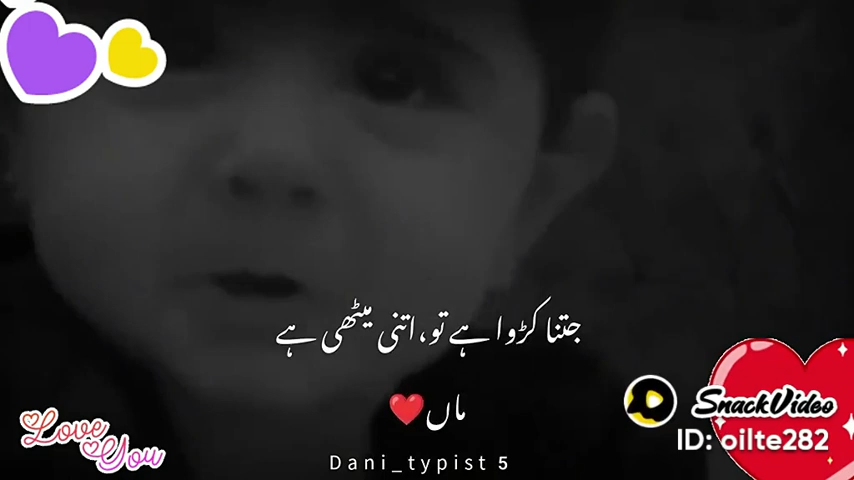 جتنا کڑوا ہے تو، اتنی میٹھی ہے
ماں❤️
Love
You
SnackVideo
ID: oilte282
Dani_typist 5